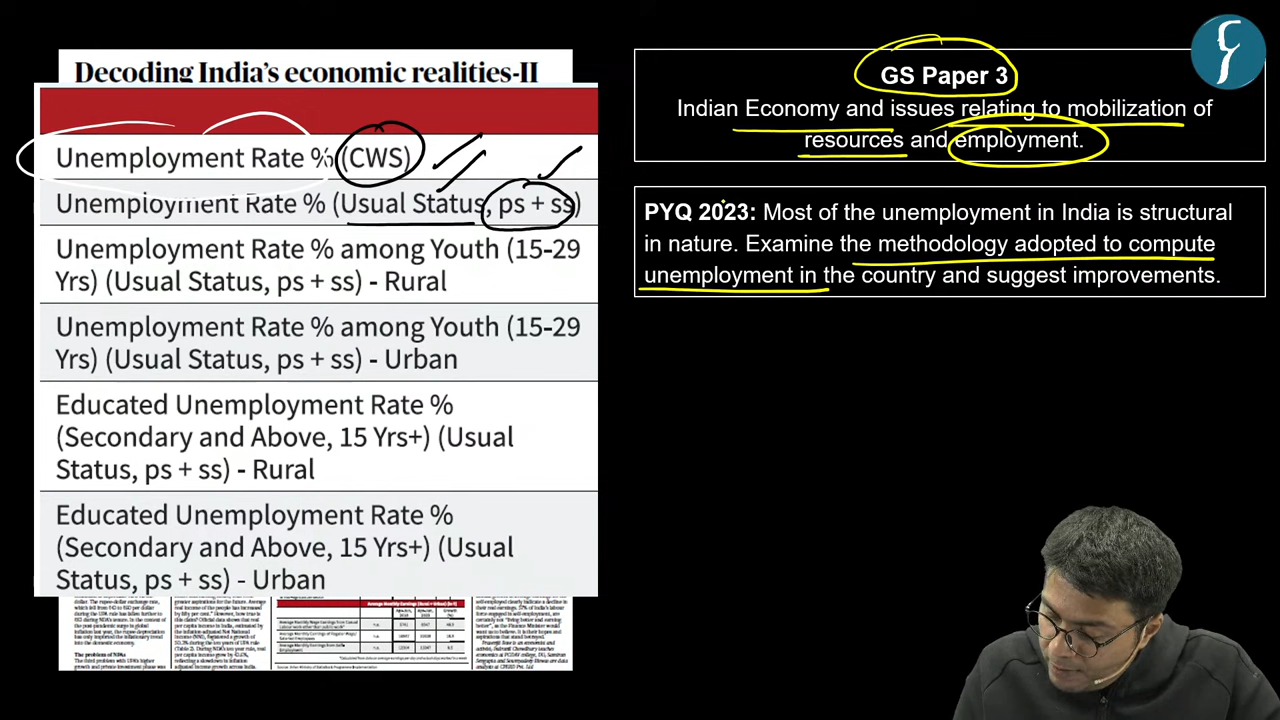 Decoding India's economic realities-II
Unemployment Rate % (CWS)
Unemployment Rate % (Usual Status, ps + ss)
Unemployment Rate % among Youth (15-29
Yrs) (Usual Status, ps + ss) - Rural
Unemployment Rate % among Youth (15-29
Yrs) (Usual Status, ps + ss) - Urban
Educated Unemployment Rate %
(Secondary and Above, 15 Yrs+) (Usual
Status, ps + ss) - Rural
Educated Unemployment Rate %
(Secondary and Above, 15 Yrs+) (Usual
Status, ps + ss) - Urban
The problem of NPAs
GS Paper 3
Indian Economy and issues relating to mobilization of
resources and employment.
PYQ 2023: Most of the unemployment in India is structural
in nature. Examine the methodology adopted to compute
unemployment in the country and suggest improvements.